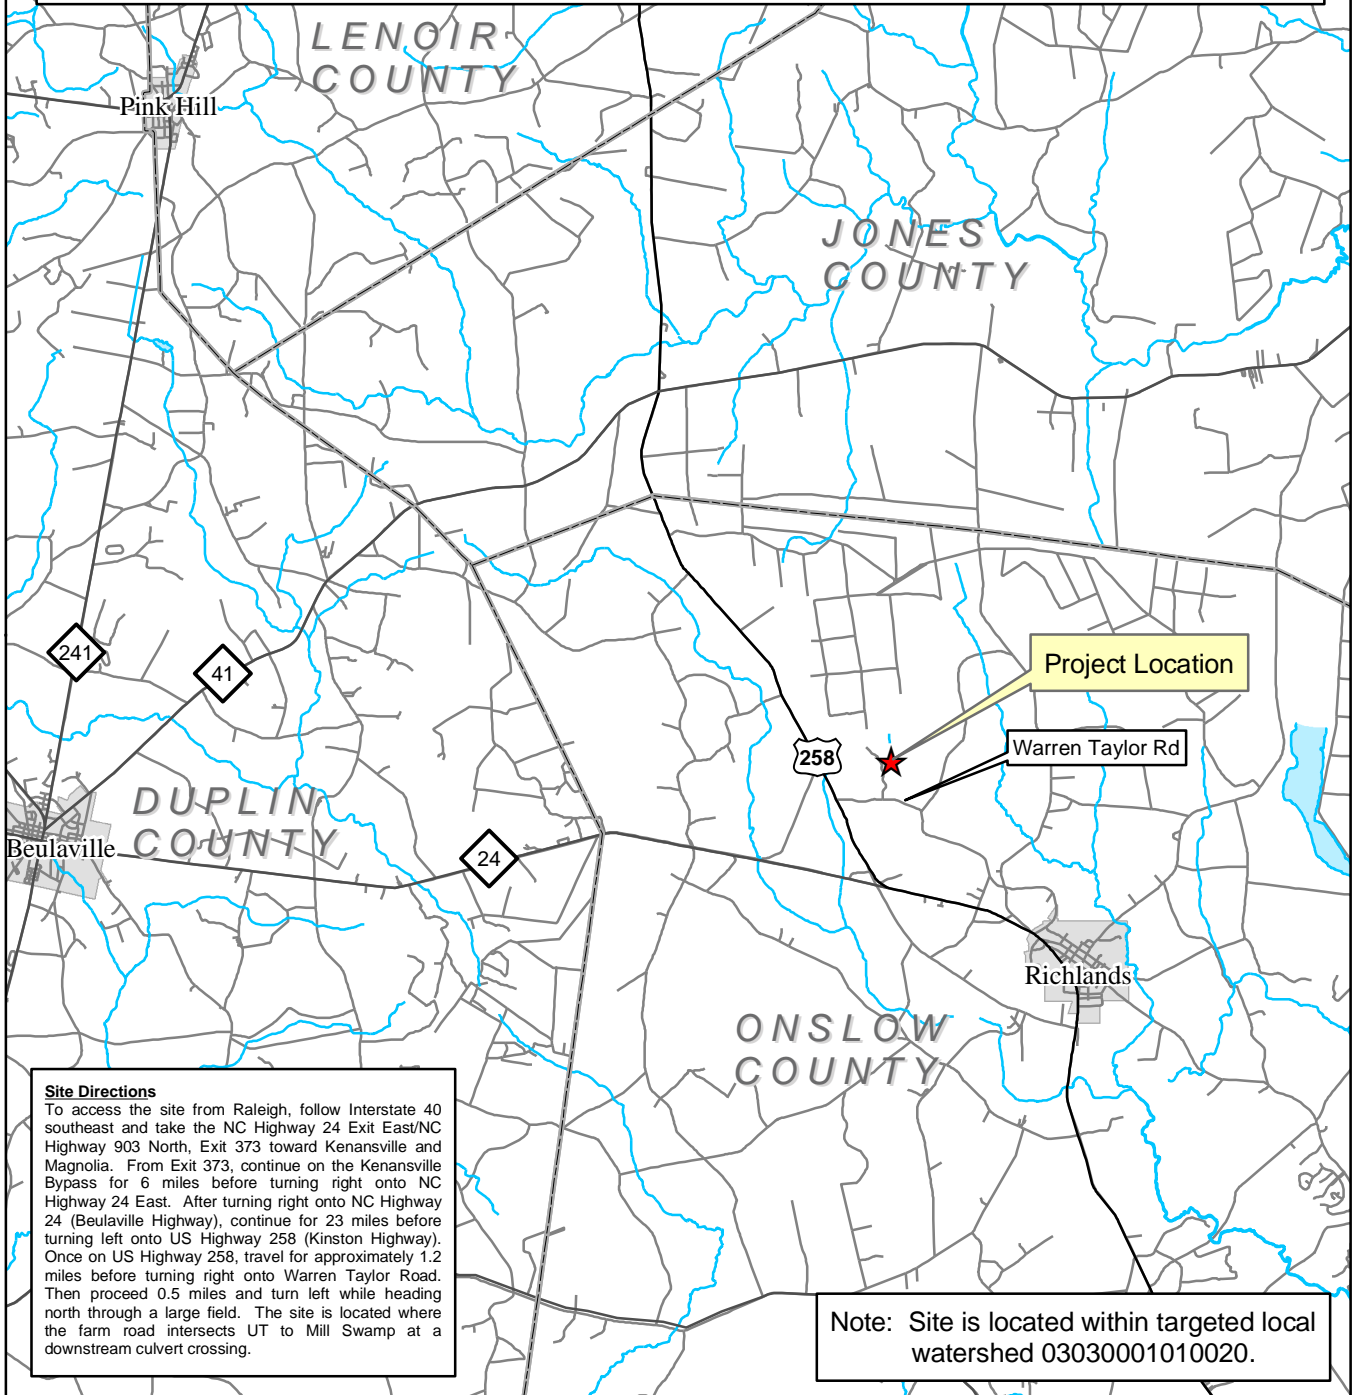 LENOIR
COUNTY
Pink Hill
JONES
COUNTY
241
41
Project Location
Warren Taylor Rd
258
DUPLIN
COUNTY
Beulaville
24
Richlands
ONSLOW
COUNTY
Site Directions
To access the site from Raleigh, follow Interstate 40
southeast and take the NC Highway 24 Exit East/NC
Highway 903 North, Exit 373 toward Kenansville and
Magnolia. From Exit 373, continue on the Kenansville
Bypass for 6 miles before turning right onto NC
Highway 24 East. After turning right onto NC Highway
24 (Beulaville Highway), continue for 23 miles before
turning left onto US Highway 258 (Kinston Highway).
Once on US Highway 258, travel for approximately 1.2
miles before turning right onto Warren Taylor Road.
Then proceed 0.5 miles and turn left while heading
north through a large field. The site is located where
the farm road intersects UT to Mill Swamp at a
downstream culvert crossing.
Note: Site is located within targeted local
watershed 03030001010020.